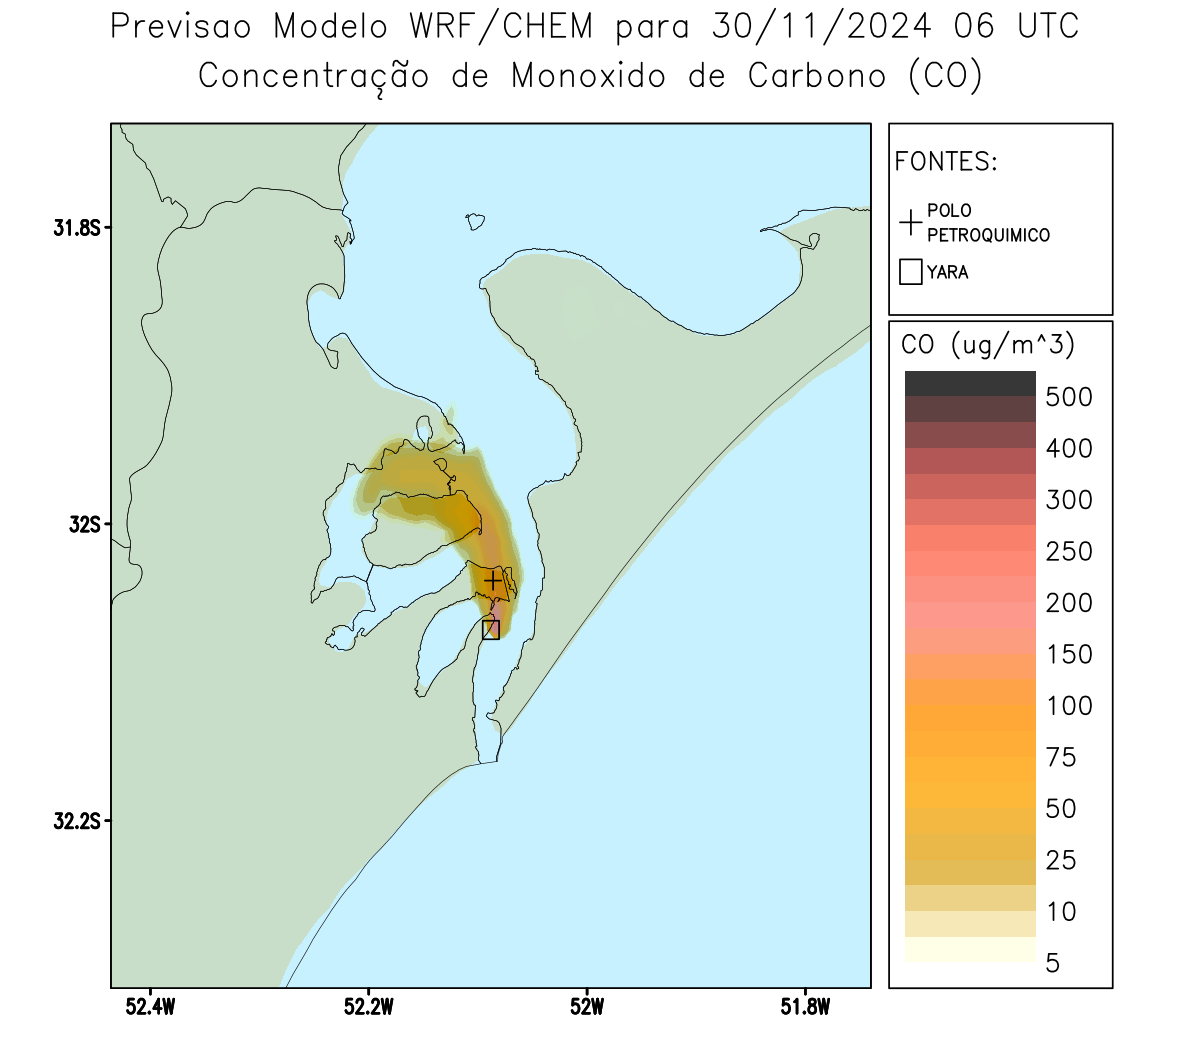 Previsao Modelo WRF/CHEM para 30/11/2024 06 UTC
Concentração de Monoxido de Carbono (CO)
FONTES:
POLO
PETROQUIMICO
YARA
CO (ug/m^3)
500
400
300
250
200
150
100
75
50
25
10
5
31.8S
32S
32.2S
52.4W
52.2W
52W
51.8W